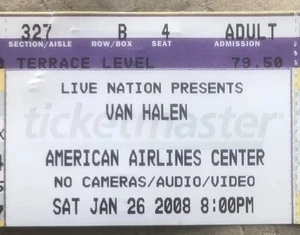 327 B 4 ADULT
SECTION/AISLE ROW/BOX SEAT ADMISSION
TERRACE LEVEL 79.50
LIVE NATION PRESENTS
VAN HALEN
ticketmaster
AMERICAN AIRLINES CENTER
NO CAMERAS/AUDIO/VIDEO
SAT JAN 26 2008 8:00PM